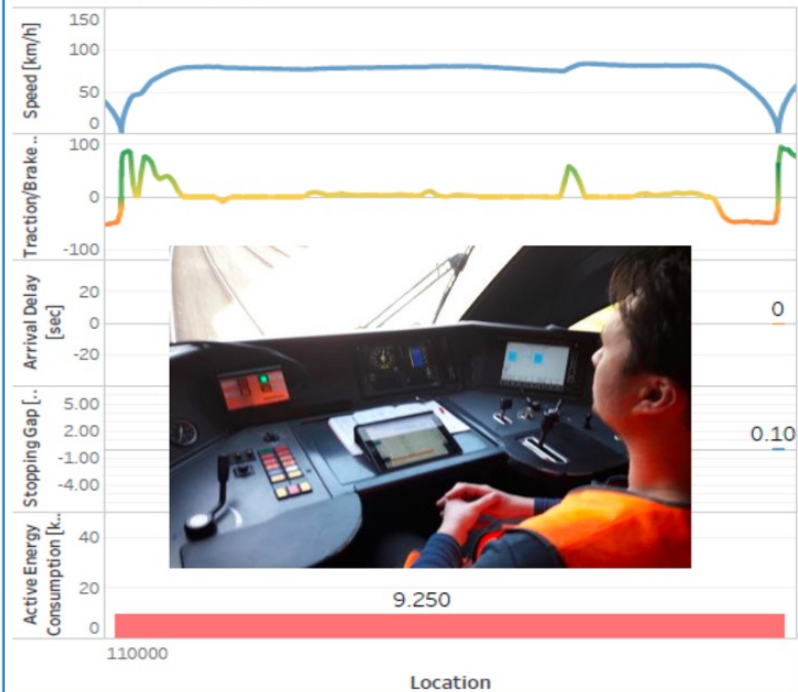 Speed [km/h]
150
100
50
0
Traction/Brake..
100
0
-100
Arrival Delay
[sec]
20
0
-20
0
Stopping Gap [..
5.00
2.00
-1.00
-4.00
0.10
Active Energy
Consumption [k..
40
20
0
9.250
110000
Location